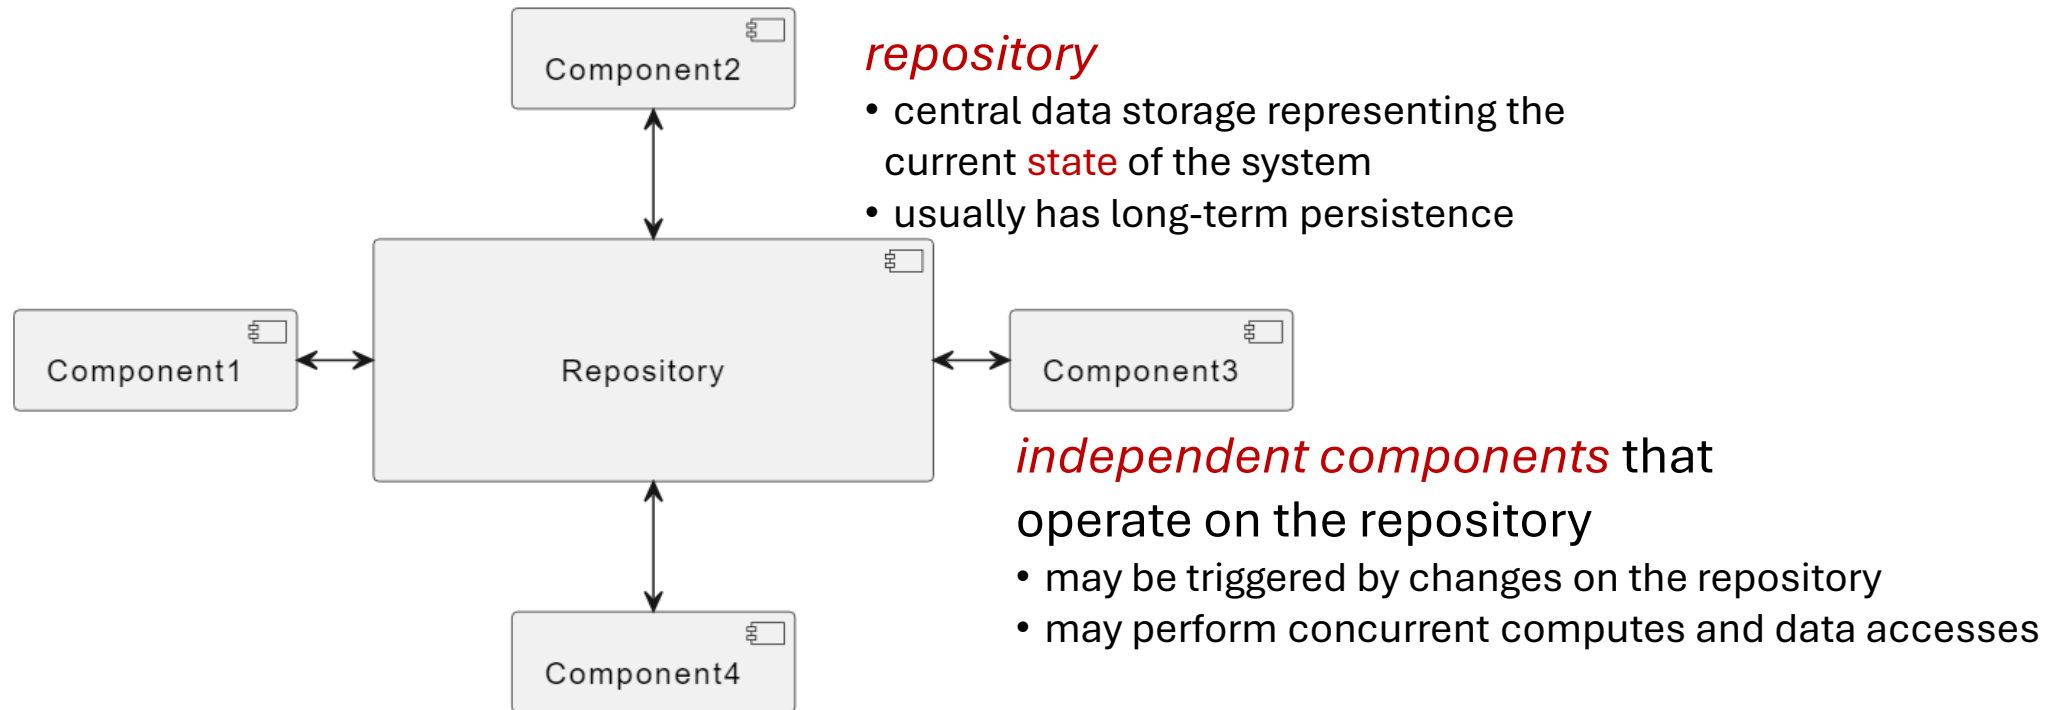 Component2
repository
• central data storage representing the
current state of the system
• usually has long-term persistence
Component1
Repository
Component3
independent components that
operate on the repository
• may be triggered by changes on the repository
• may perform concurrent computes and data accesses
Component4